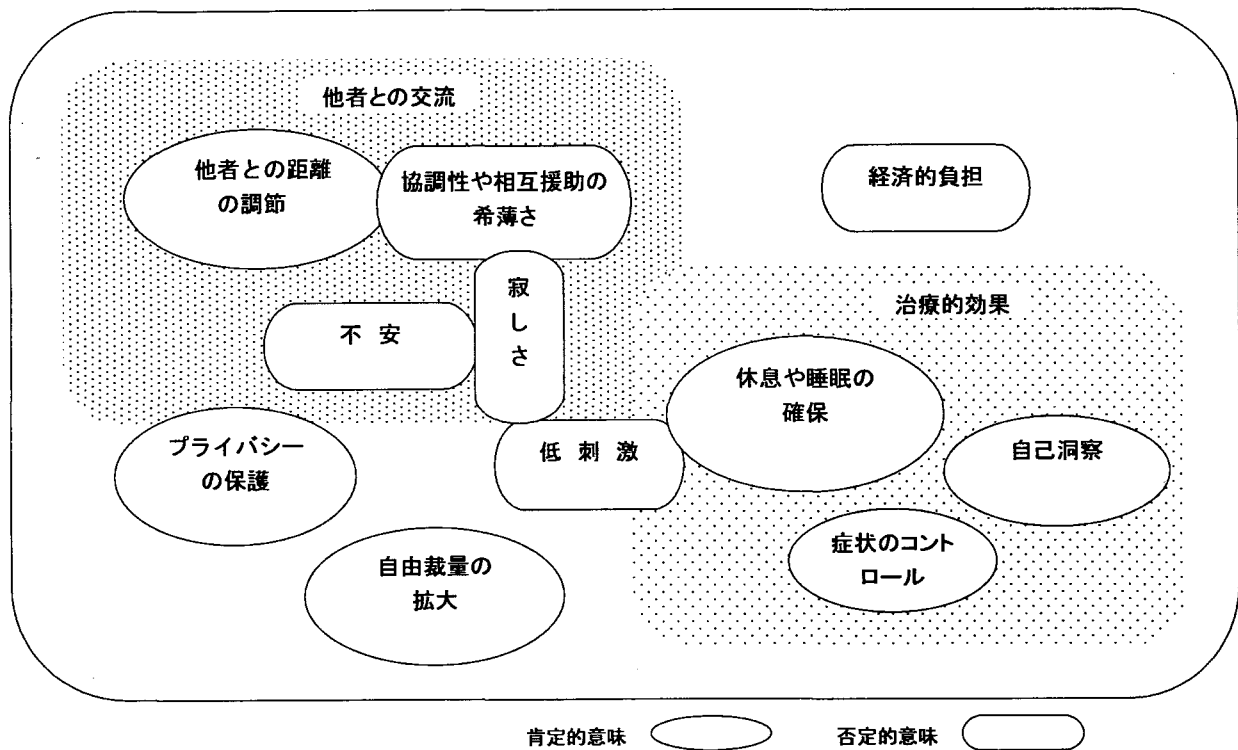 他者との交流
他者との距離
の調節
協調性や相互援助の
希薄さ
経済的負担
寂
し
さ
不 安
治療的効果
休息や睡眠の
確保
プライバシー
の保護
低 刺 激
自己洞察
症状のコント
ロール
自由裁量の
拡大
肯定的意味
否定的意味